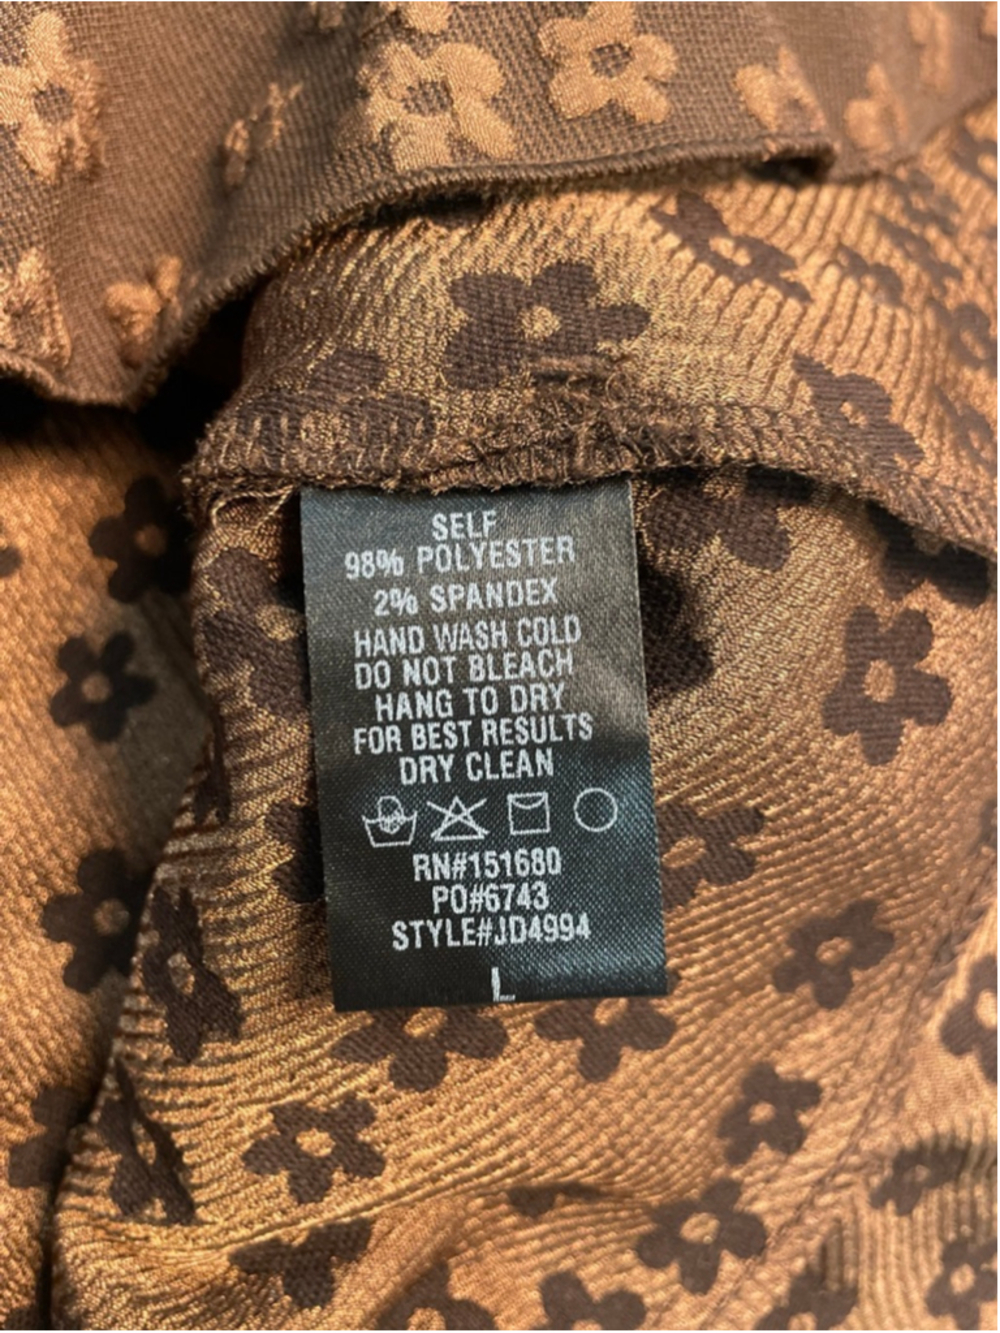 SELF
98% POLYESTER
2% SPANDEX
HAND WASH COLD
DO NOT BLEACH
HANG TO DRY
FOR BEST RESULTS
DRY CLEAN
RN#151680
PO#6743
STYLE#JD4994
L